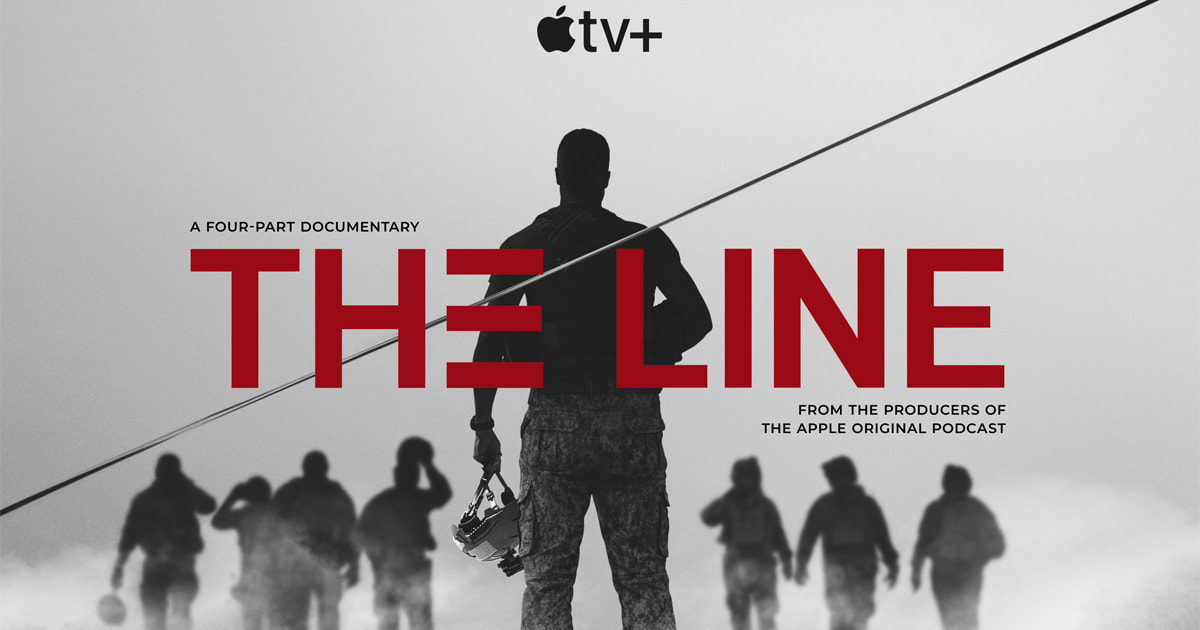 tv+
A FOUR-PART DOCUMENTARY
THE LINE
FROM THE PRODUCERS OF
THE APPLE ORIGINAL PODCAST